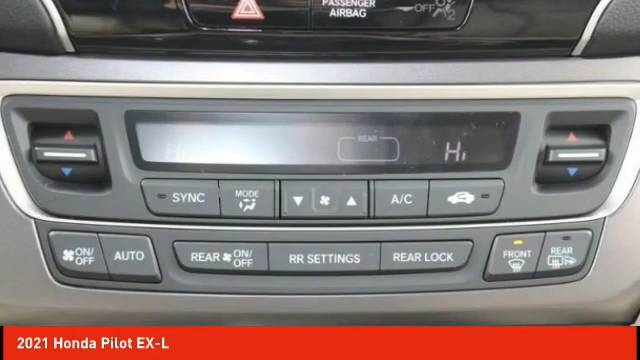 PASSENGER
AIRBAG
OFF 2
REAR
Hi
SYNC
MODE
A/C
ON/
OFF
AUTO
REAR ON/
OFF
RR SETTINGS
REAR LOCK
FRONT
REAR
2021 Honda Pilot EX-L